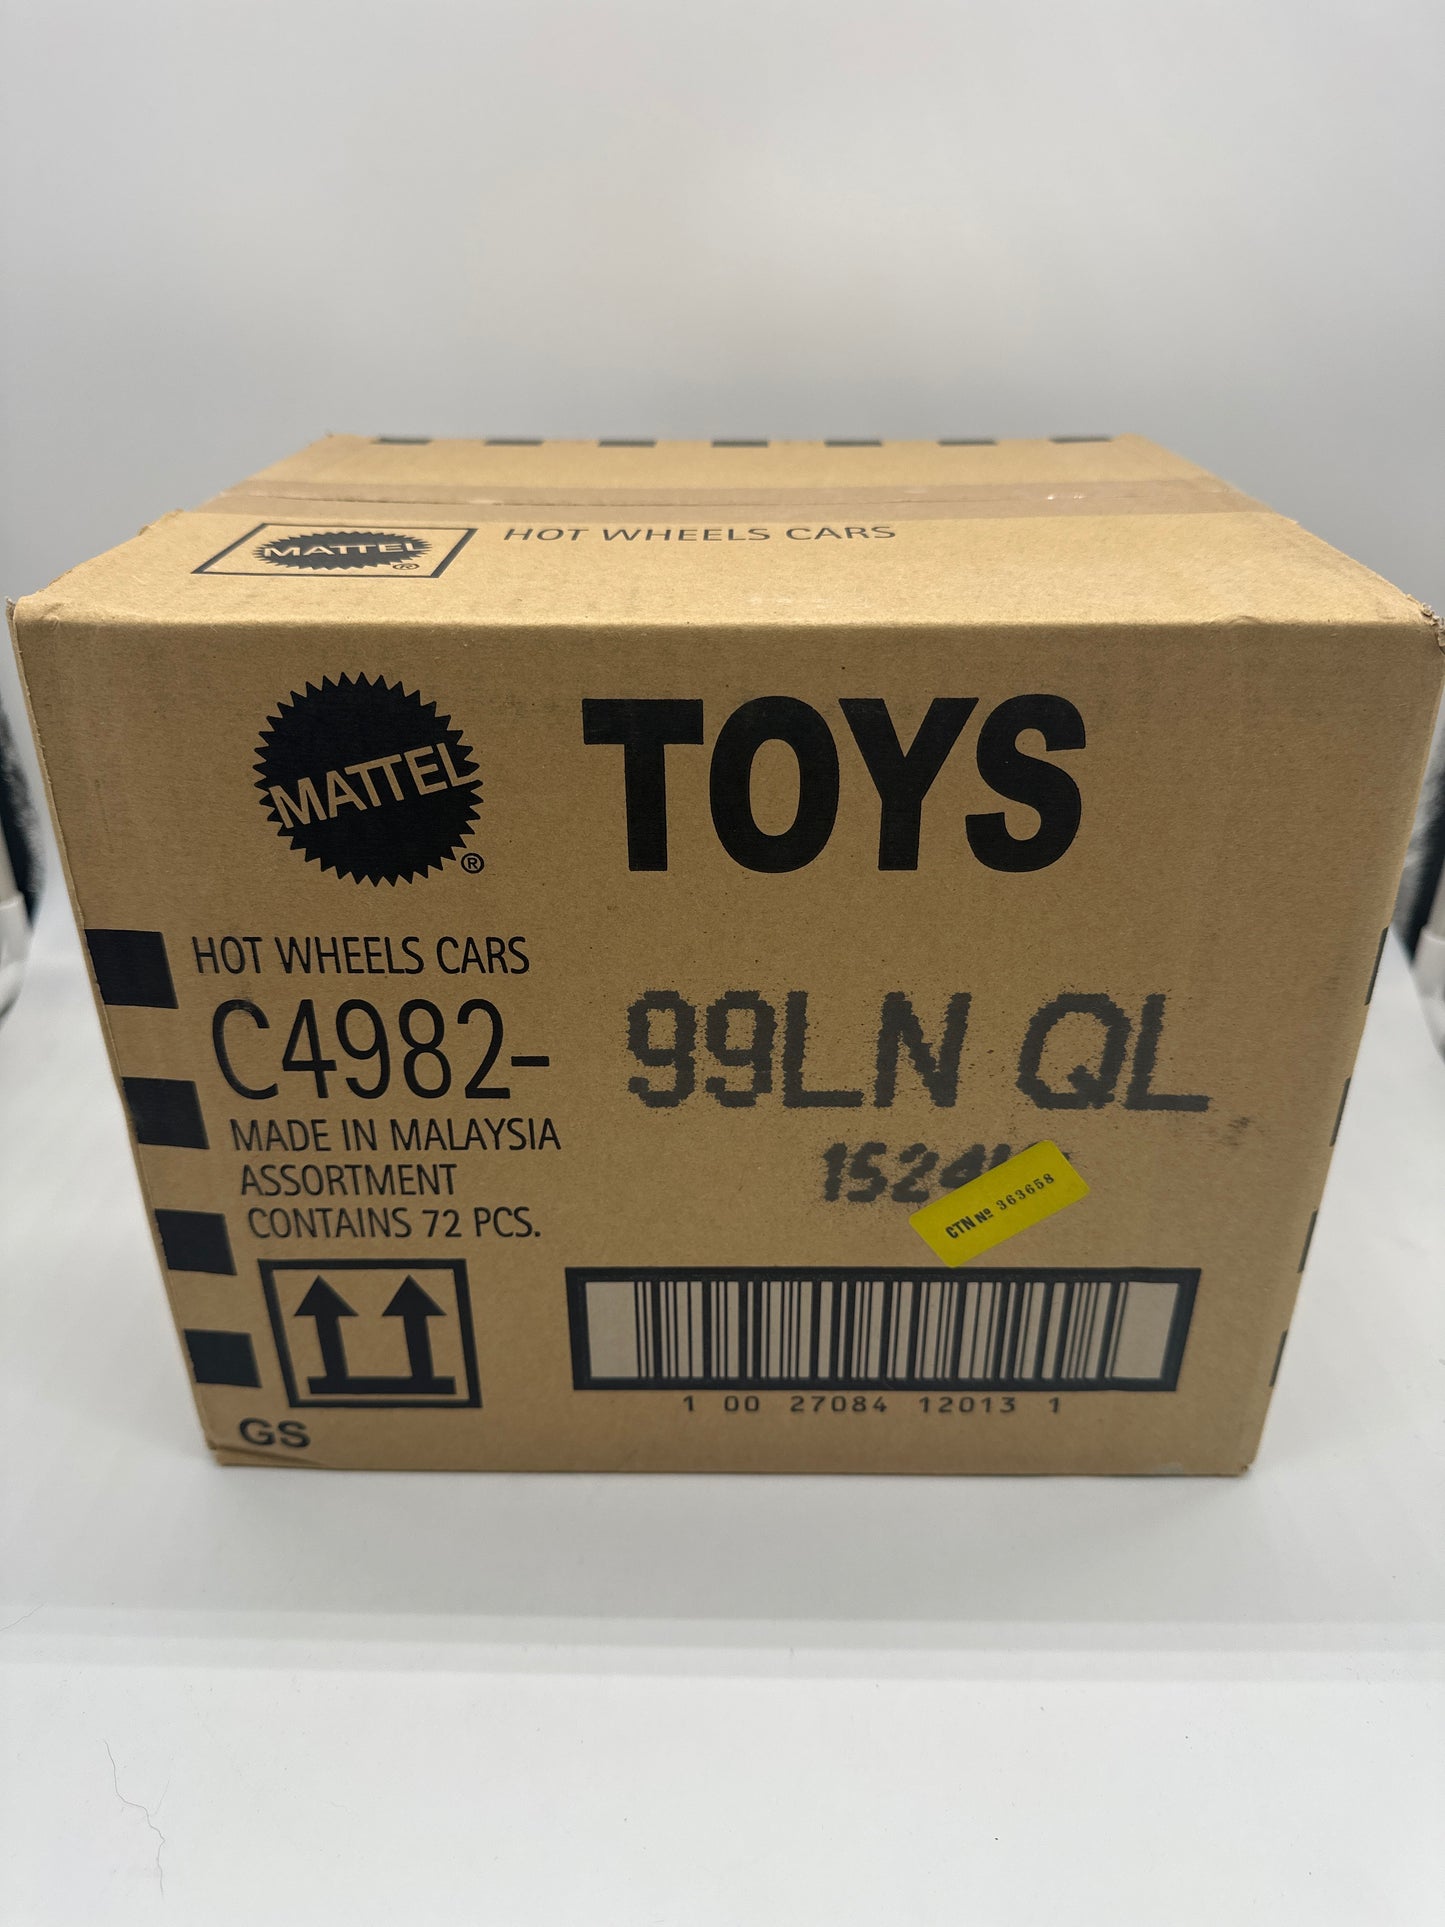 MATTEL
®
HOT WHEELS CARS
MATTEL
®
TOYS
HOT WHEELS CARS
C4982-
99LN QL
MADE IN MALAYSIA
ASSORTMENT
CONTAINS 72 PCS.
CTN No 363658
1 00 27084 12013 1
GS